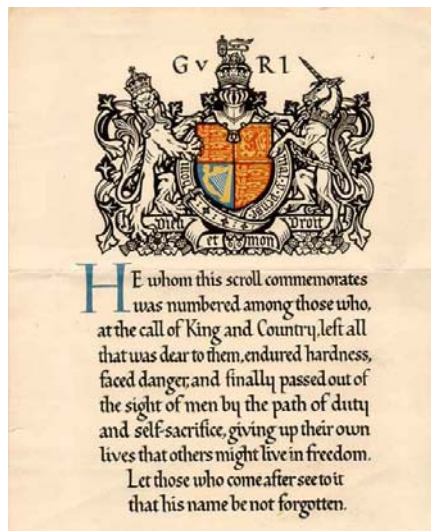 G V R I
Honi soit qui mal y pense
Dieu et mon Droit
HE whom this scroll commemorates
was numbered among those who,
at the call of King and Country, left all
that was dear to them, endured hardness,
faced danger, and finally passed out of
the sight of men by the path of duty
and self-sacrifice, giving up their own
lives that others might live in freedom.
Let those who come after see to it
that his name be not forgotten.